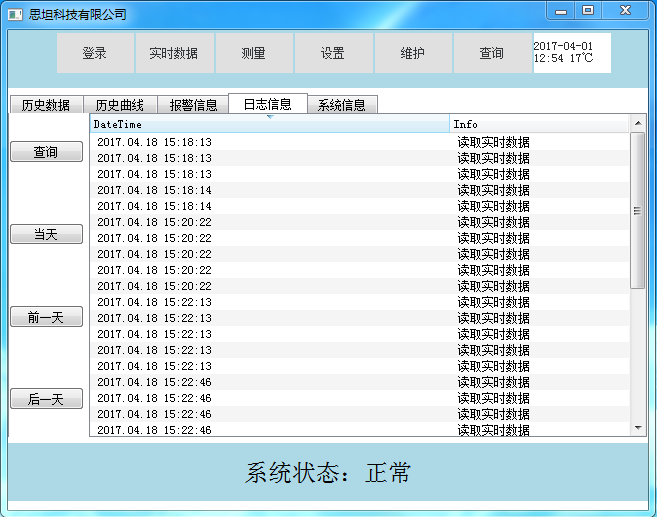 思坦科技有限公司
登录 实时数据 测量 设置 维护 查询 2017-04-01
12:54 17℃
历史数据 历史曲线 报警信息 日志信息 系统信息
DateTime Info
2017.04.18 15:18:13 读取实时数据
查询 2017.04.18 15:18:13 读取实时数据
2017.04.18 15:18:13 读取实时数据
2017.04.18 15:18:14 读取实时数据
2017.04.18 15:18:14 读取实时数据
2017.04.18 15:20:22 读取实时数据
当天 2017.04.18 15:20:22 读取实时数据
2017.04.18 15:20:22 读取实时数据
2017.04.18 15:20:22 读取实时数据
2017.04.18 15:20:22 读取实时数据
2017.04.18 15:22:13 读取实时数据
前一天 2017.04.18 15:22:13 读取实时数据
2017.04.18 15:22:13 读取实时数据
2017.04.18 15:22:13 读取实时数据
2017.04.18 15:22:13 读取实时数据
2017.04.18 15:22:46 读取实时数据
后一天 2017.04.18 15:22:46 读取实时数据
2017.04.18 15:22:46 读取实时数据
2017.04.18 15:22:46 读取实时数据
系统状态：正常